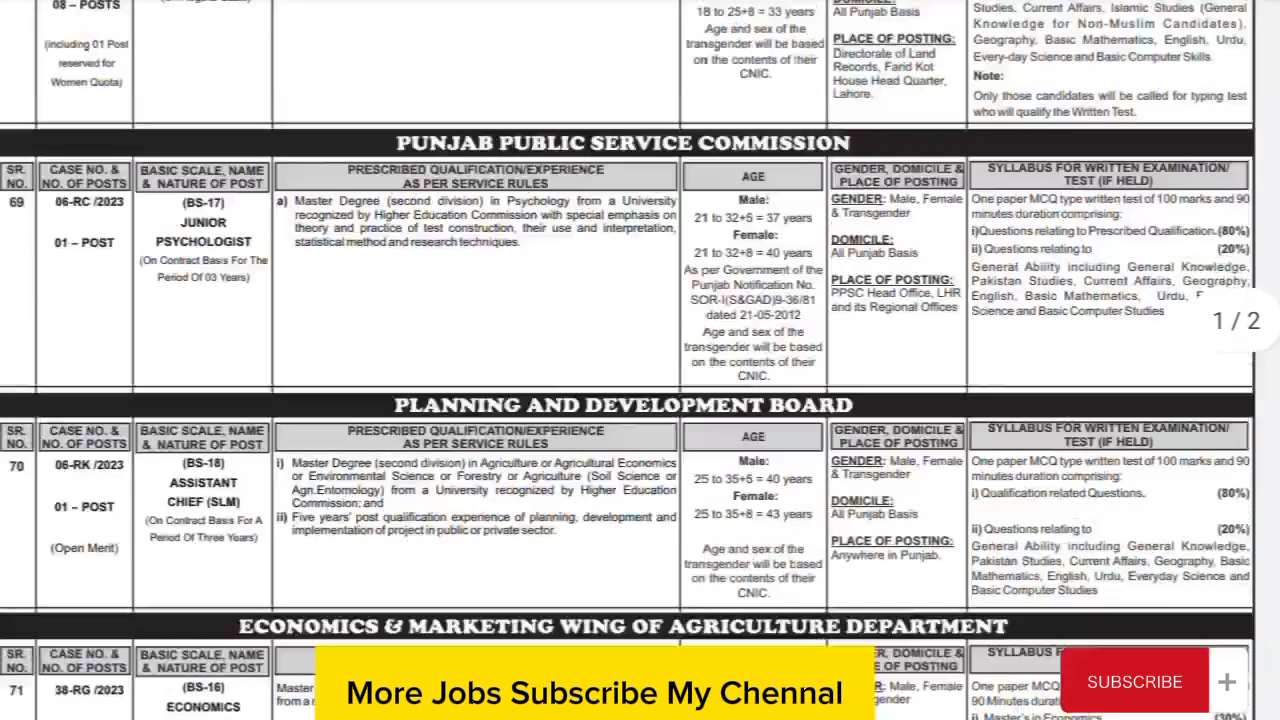 08 – POSTS
(including 01 Post
reserved for
Women Quota)
18 to 25+8 = 33 years
Age and sex of the
transgender will be based
on the contents of their
CNIC.
All Punjab Basis
PLACE OF POSTING:
Directorate of Land
Records, Farid Kot
House Head Quarter,
Lahore.
Studies, Current Affairs, Islamic Studies (General
Knowledge for Non-Muslim Candidates),
Geography, Basic Mathematics, English, Urdu,
Every-day Science and Basic Computer Skills.
Note:
Only those candidates will be called for typing test
who will qualify the Written Test.
PUNJAB PUBLIC SERVICE COMMISSION
SR. NO.
CASE NO. & NO. OF POSTS
BASIC SCALE, NAME & NATURE OF POST
PRESCRIBED QUALIFICATION/EXPERIENCE
AS PER SERVICE RULES
AGE
GENDER, DOMICILE & PLACE OF POSTING
SYLLABUS FOR WRITTEN EXAMINATION/
TEST (IF HELD)
69
06-RC /2023
01 – POST
(BS-17)
JUNIOR
PSYCHOLOGIST
(On Contract Basis For The
Period Of 03 Years)
a) Master Degree (second division) in Psychology from a University
recognized by Higher Education Commission with special emphasis on
theory and practice of test construction, their use and interpretation,
statistical method and research techniques.
Male:
21 to 32+5 = 37 years
Female:
21 to 32+8 = 40 years
As per Government of the
Punjab Notification No.
SOR-I(S&GAD)9-36/81
dated 21-05-2012
Age and sex of the
transgender will be based
on the contents of their
CNIC.
GENDER: Male, Female
& Transgender
DOMICILE:
All Punjab Basis
PLACE OF POSTING:
PPSC Head Office, LHR
and its Regional Offices
One paper MCQ type written test of 100 marks and 90
minutes duration comprising:
i)Questions relating to Prescribed Qualification.(80%)
ii) Questions relating to (20%)
General Ability including General Knowledge,
Pakistan Studies, Current Affairs, Geography,
English, Basic Mathematics, Urdu,
Science and Basic Computer Studies
1 / 2
PLANNING AND DEVELOPMENT BOARD
SR. NO.
CASE NO. & NO. OF POSTS
BASIC SCALE, NAME & NATURE OF POST
PRESCRIBED QUALIFICATION/EXPERIENCE
AS PER SERVICE RULES
AGE
GENDER, DOMICILE & PLACE OF POSTING
SYLLABUS FOR WRITTEN EXAMINATION/
TEST (IF HELD)
70
06-RK /2023
01 – POST
(Open Merit)
(BS-18)
ASSISTANT
CHIEF (SLM)
(On Contract Basis For A
Period Of Three Years)
i) Master Degree (second division) in Agriculture or Agricultural Economics
or Environmental Science or Forestry or Agriculture (Soil Science or
Agri.Entomology) from a University recognized by Higher Education
Commission; and
ii) Five years' post qualification experience of planning, development and
implementation of project in public or private sector.
Male:
25 to 35+5 = 40 years
Female:
25 to 35+8 = 43 years
Age and sex of the
transgender will be based
on the contents of their
CNIC.
GENDER: Male, Female
& Transgender
DOMICILE:
All Punjab Basis
PLACE OF POSTING:
Anywhere in Punjab.
One paper MCQ type written test of 100 marks and 90
minutes duration comprising:
i) Qualification related Questions. (80%)
ii) Questions relating to (20%)
General Ability including General Knowledge,
Pakistan Studies, Current Affairs, Geography, Basic
Mathematics, English, Urdu, Everyday Science and
Basic Computer Studies
ECONOMICS & MARKETING WING OF AGRICULTURE DEPARTMENT
SR. NO.
CASE NO. & NO. OF POSTS
BASIC SCALE, NAME & NATURE OF POST
DOMICILE &
OF POSTING
SYLLABUS
71
38-RG /2023
(BS-16)
ECONOMICS
Master
Male, Female
One paper MCQ
90 Minutes
i. Master's in Economics
(30%)
More Jobs Subscribe My Chennal
SUBSCRIBE